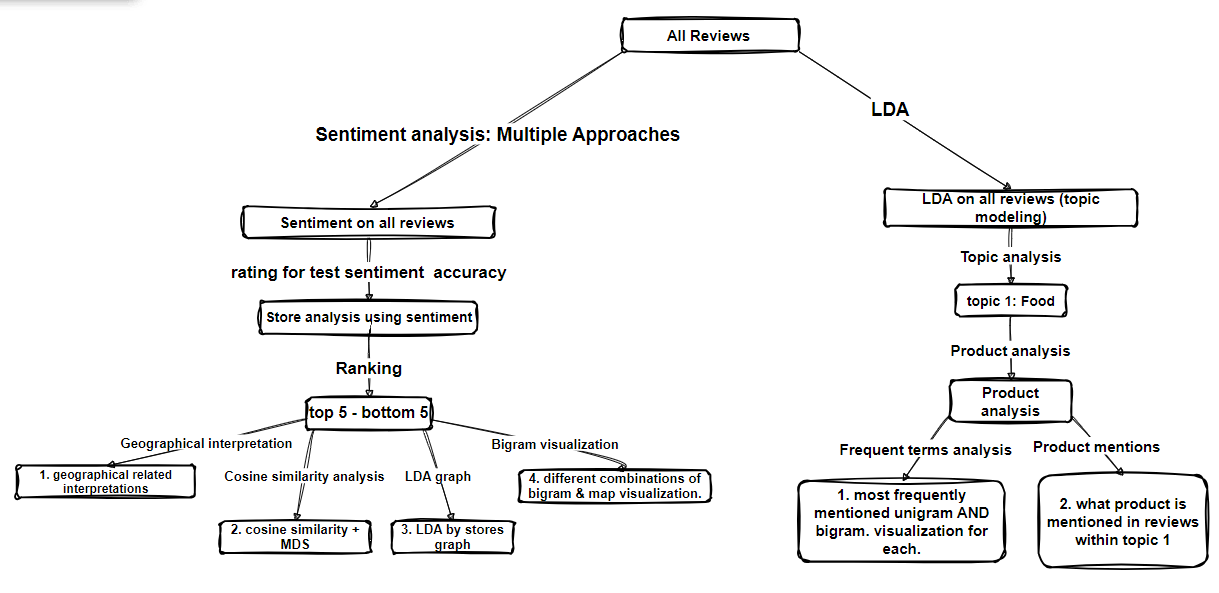 All Reviews
LDA
Sentiment analysis: Multiple Approaches
LDA on all reviews (topic
modeling)
Sentiment on all reviews
Topic analysis
rating for test sentiment  accuracy
topic 1: Food
Store analysis using sentiment
Product analysis
Ranking
Product
analysis
top 5 - bottom 5
Geographical interpretation
Bigram visualization
Frequent terms analysis
Product mentions
Cosine similarity analysis
LDA graph
1. geographical related
interpretations
4. different combinations of
bigram & map visualization.
1. most frequently
mentioned unigram AND
bigram. visualization for
each.
2. what product is
mentioned in reviews
within topic 1
2. cosine similarity +
MDS
3. LDA by stores
graph